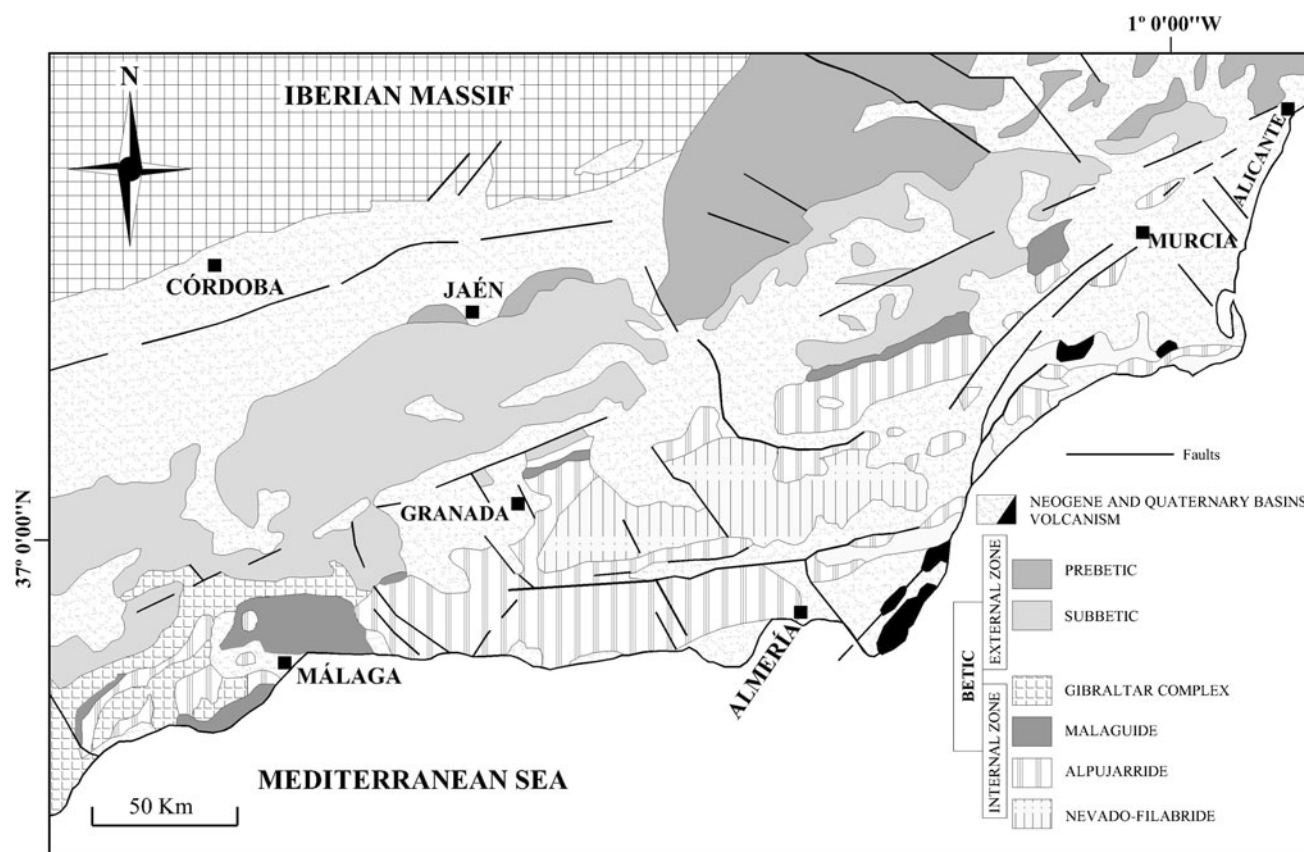 1º 0'00"W
N
IBERIAN MASSIF
ALICANTE
MURCIA
CÓRDOBA
JAÉN
Faults
GRANADA
NEOGENE AND QUATERNARY BASINS
VOLCANISM
37º 0'00"N
EXTERNAL ZONE
PREBETIC
SUBBETIC
BETIC
ALMERÍA
MÁLAGA
INTERNAL ZONE
GIBRALTAR COMPLEX
MALAGUIDE
ALPUJARRIDE
NEVADO-FILABRIDE
MEDITERRANEAN SEA
50 Km